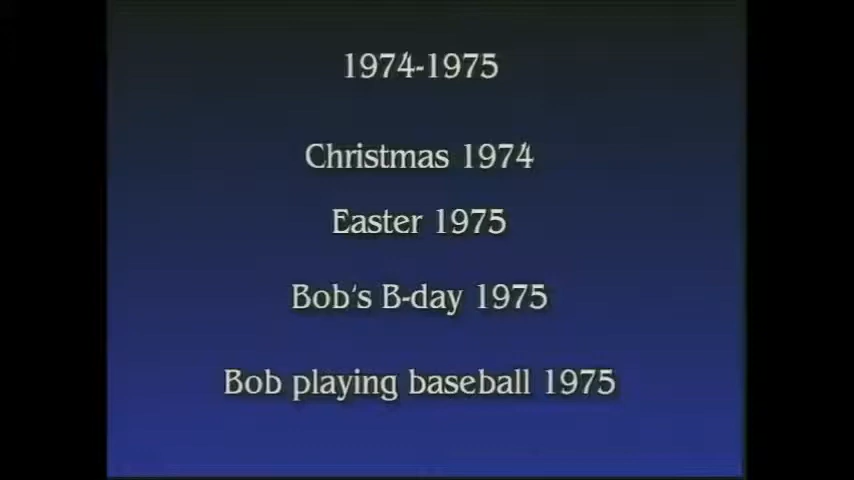 1974-1975
Christmas 1974
Easter 1975
Bob's B-day 1975
Bob playing baseball 1975